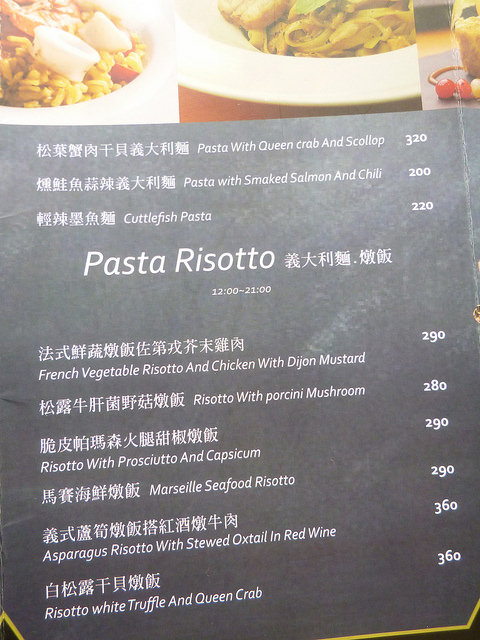 松葉蟹肉干貝義大利麵 Pasta With Queen crab And Scollop 320
燻鮭魚蒜辣義大利麵 Pasta with Smaked Salmon And Chili 200
輕辣墨魚麵 Cuttlefish Pasta 220
Pasta Risotto 義大利麵.燉飯
12:00~21:00
法式鮮蔬燉飯佐第戎芥末雞肉 290
French Vegetable Risotto And Chicken With Dijon Mustard
松露牛肝菌野菇燉飯 Risotto With porcini Mushroom 280
脆皮帕瑪森火腿甜椒燉飯 290
Risotto With Prosciutto And Capsicum
馬賽海鮮燉飯 Marseille Seafood Risotto 290
義式蘆筍燉飯搭紅酒燉牛肉 360
Asparagus Risotto With Stewed Oxtail In Red Wine
白松露干貝燉飯 360
Risotto white Truffle And Queen Crab